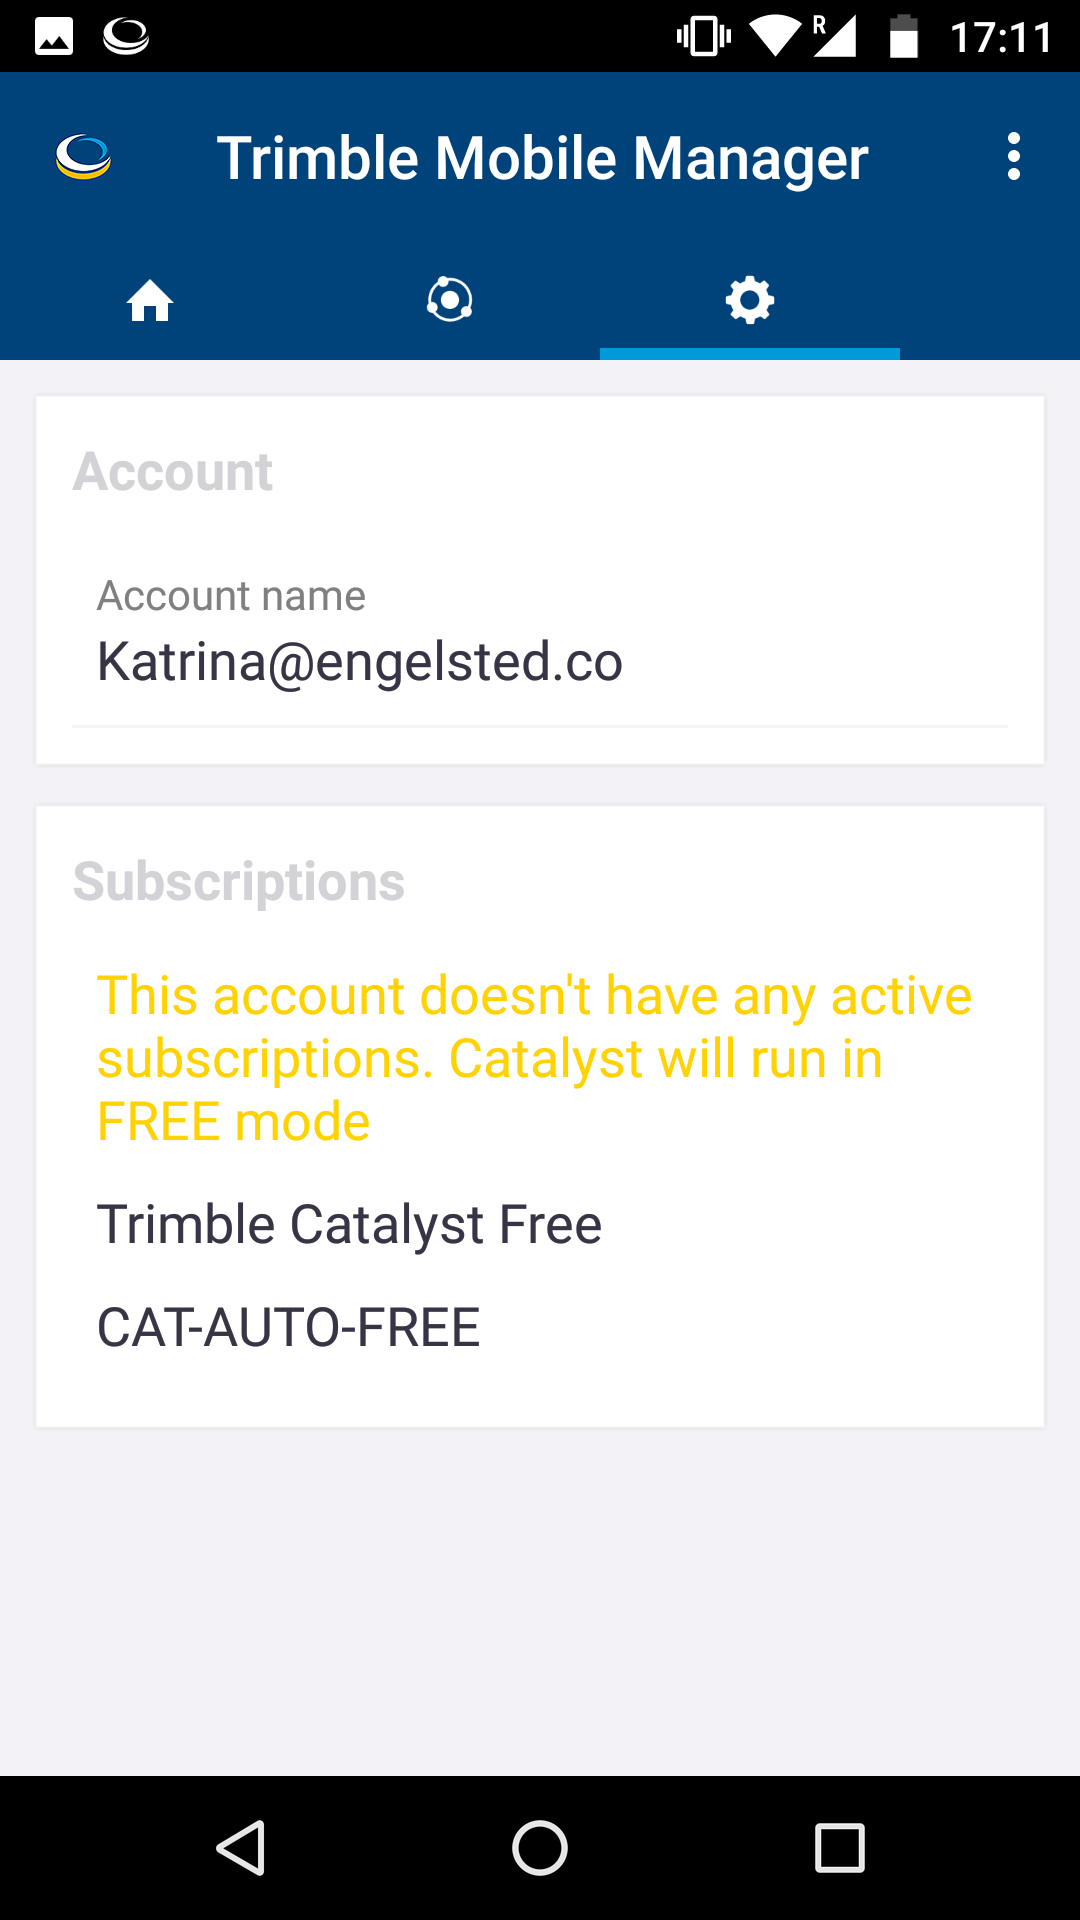 R 17:11
Trimble Mobile Manager
Account
Account name
Katrina@engelsted.co
Subscriptions
This account doesn't have any active
subscriptions. Catalyst will run in
FREE mode
Trimble Catalyst Free
CAT-AUTO-FREE